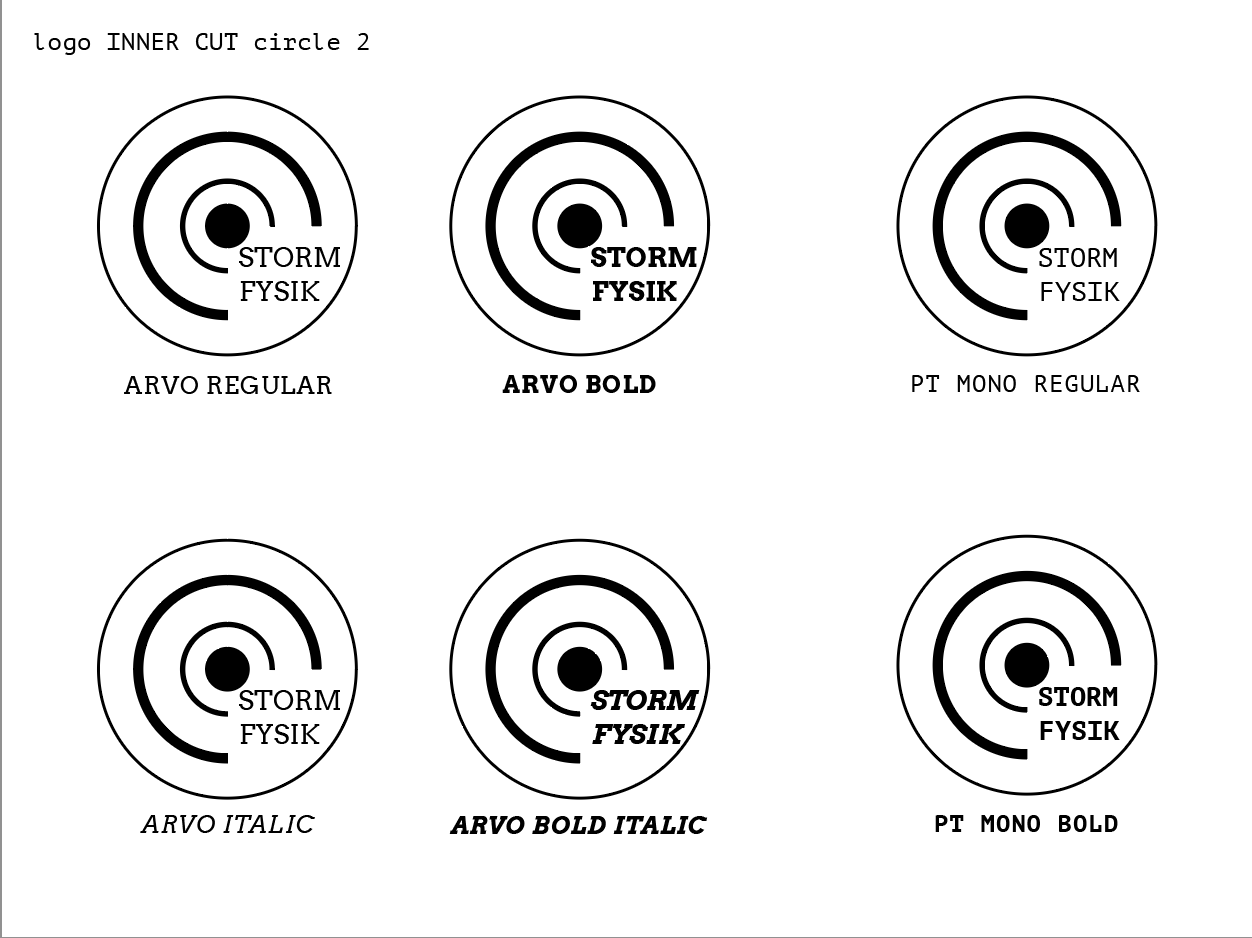 logo INNER CUT circle 2
STORM
FYSIK
ARVO REGULAR
STORM
FYSIK
ARVO BOLD
STORM
FYSIK
PT MONO REGULAR
STORM
FYSIK
ARVO ITALIC
STORM
FYSIK
ARVO BOLD ITALIC
STORM
FYSIK
PT MONO BOLD